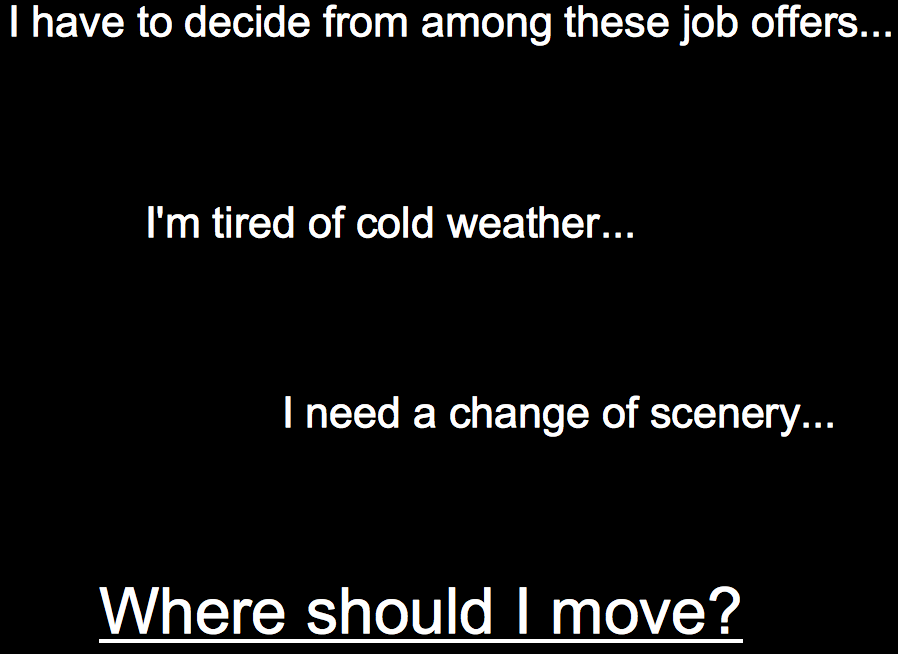 I have to decide from among these job offers...
I'm tired of cold weather...
I need a change of scenery...
Where should I move?